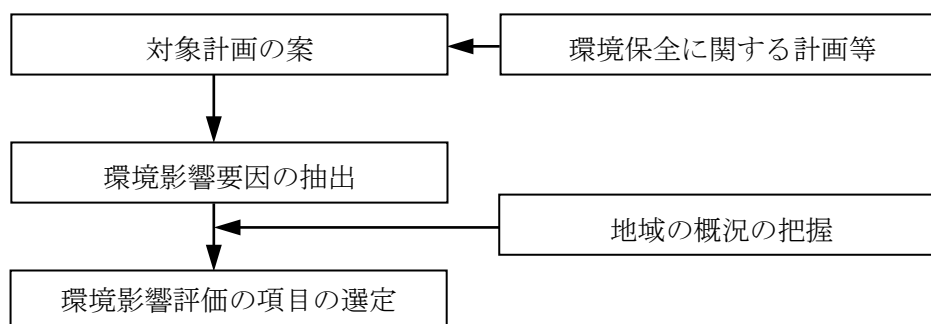 対象計画の案
環境保全に関する計画等
環境影響要因の抽出
地域の概況の把握
環境影響評価の項目の選定